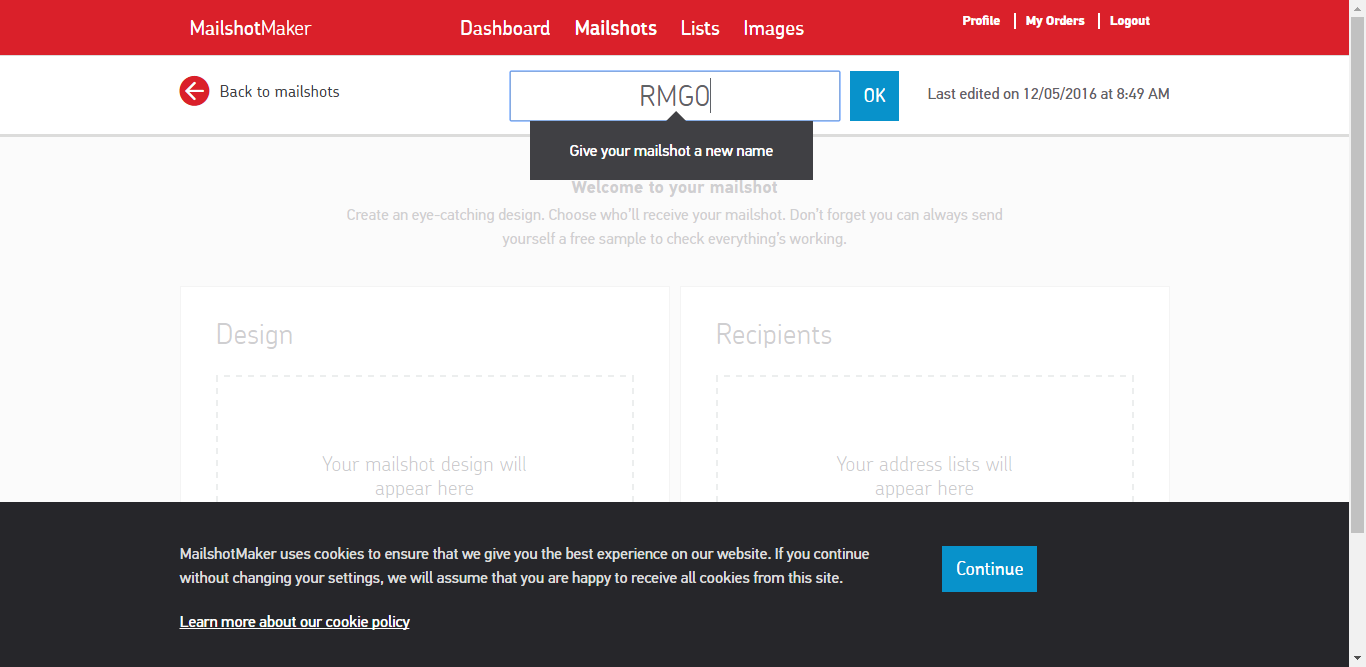 MailshotMaker
Dashboard Mailshots Lists Images
Profile My Orders Logout
Back to mailshots
RMG0
OK
Last edited on 12/05/2016 at 8:49 AM
Give your mailshot a new name
Welcome to your mailshot
Create an eye-catching design. Choose who'll receive your mailshot. Don't forget you can always send
yourself a free sample to check everything's working.
Design
Recipients
Your mailshot design will
appear here
Your address lists will
appear here
MailshotMaker uses cookies to ensure that we give you the best experience on our website. If you continue
without changing your settings, we will assume that you are happy to receive all cookies from this site.
Continue
Learn more about our cookie policy